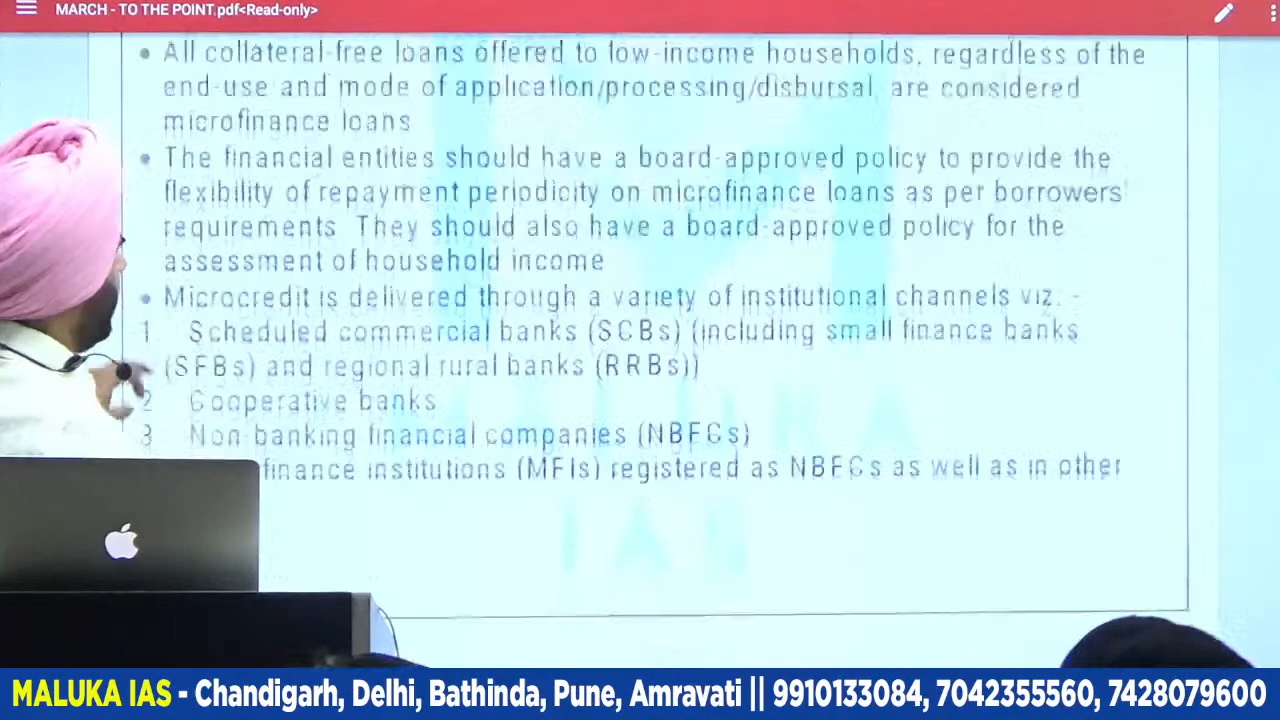 MARCH - TO THE POINT.pdf<Read-only>
• All collateral-free loans offered to low-income households, regardless of the
end-use and mode of application/processing/disbursal, are considered
microfinance loans
• The financial entities should have a board-approved policy to provide the
flexibility of repayment periodicity on microfinance loans as per borrowers'
requirements They should also have a board-approved policy for the
assessment of household income
• Microcredit is delivered through a variety of institutional channels viz. -
1 Scheduled commercial banks (SCBs) (including small finance banks
(SFBs) and regional rural banks (RRBs))
2 Cooperative banks
3 Non-banking financial companies (NBFCs)
finance institutions (MFIs) registered as NBFCs as well as in other
IAS
MALUKA IAS - Chandigarh, Delhi, Bathinda, Pune, Amravati || 9910133084, 7042355560, 7428079600